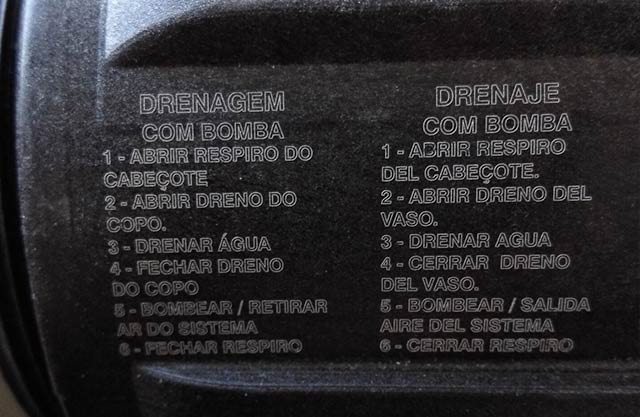 DRENAGEM
COM BOMBA
1 - ABRIR RESPIRO DO
CABEÇOTE
2 - ABRIR DRENO DO
COPO.
3 - DRENAR ÁGUA
4 - FECHAR DRENO
DO COPO
5 - BOMBEAR / RETIRAR
AR DO SISTEMA
6 - FECHAR RESPIRO
DRENAJE
COM BOMBA
1 - ABRIR RESPIRO
DEL CABEÇOTE.
2 - ABRIR DRENO DEL
VASO.
3 - DRENAR AGUA
4 - CERRAR DRENO
DEL VASO.
5 - BOMBEAR / SALIDA
AIRE DEL SISTEMA
6 - CERRAR RESPIRO